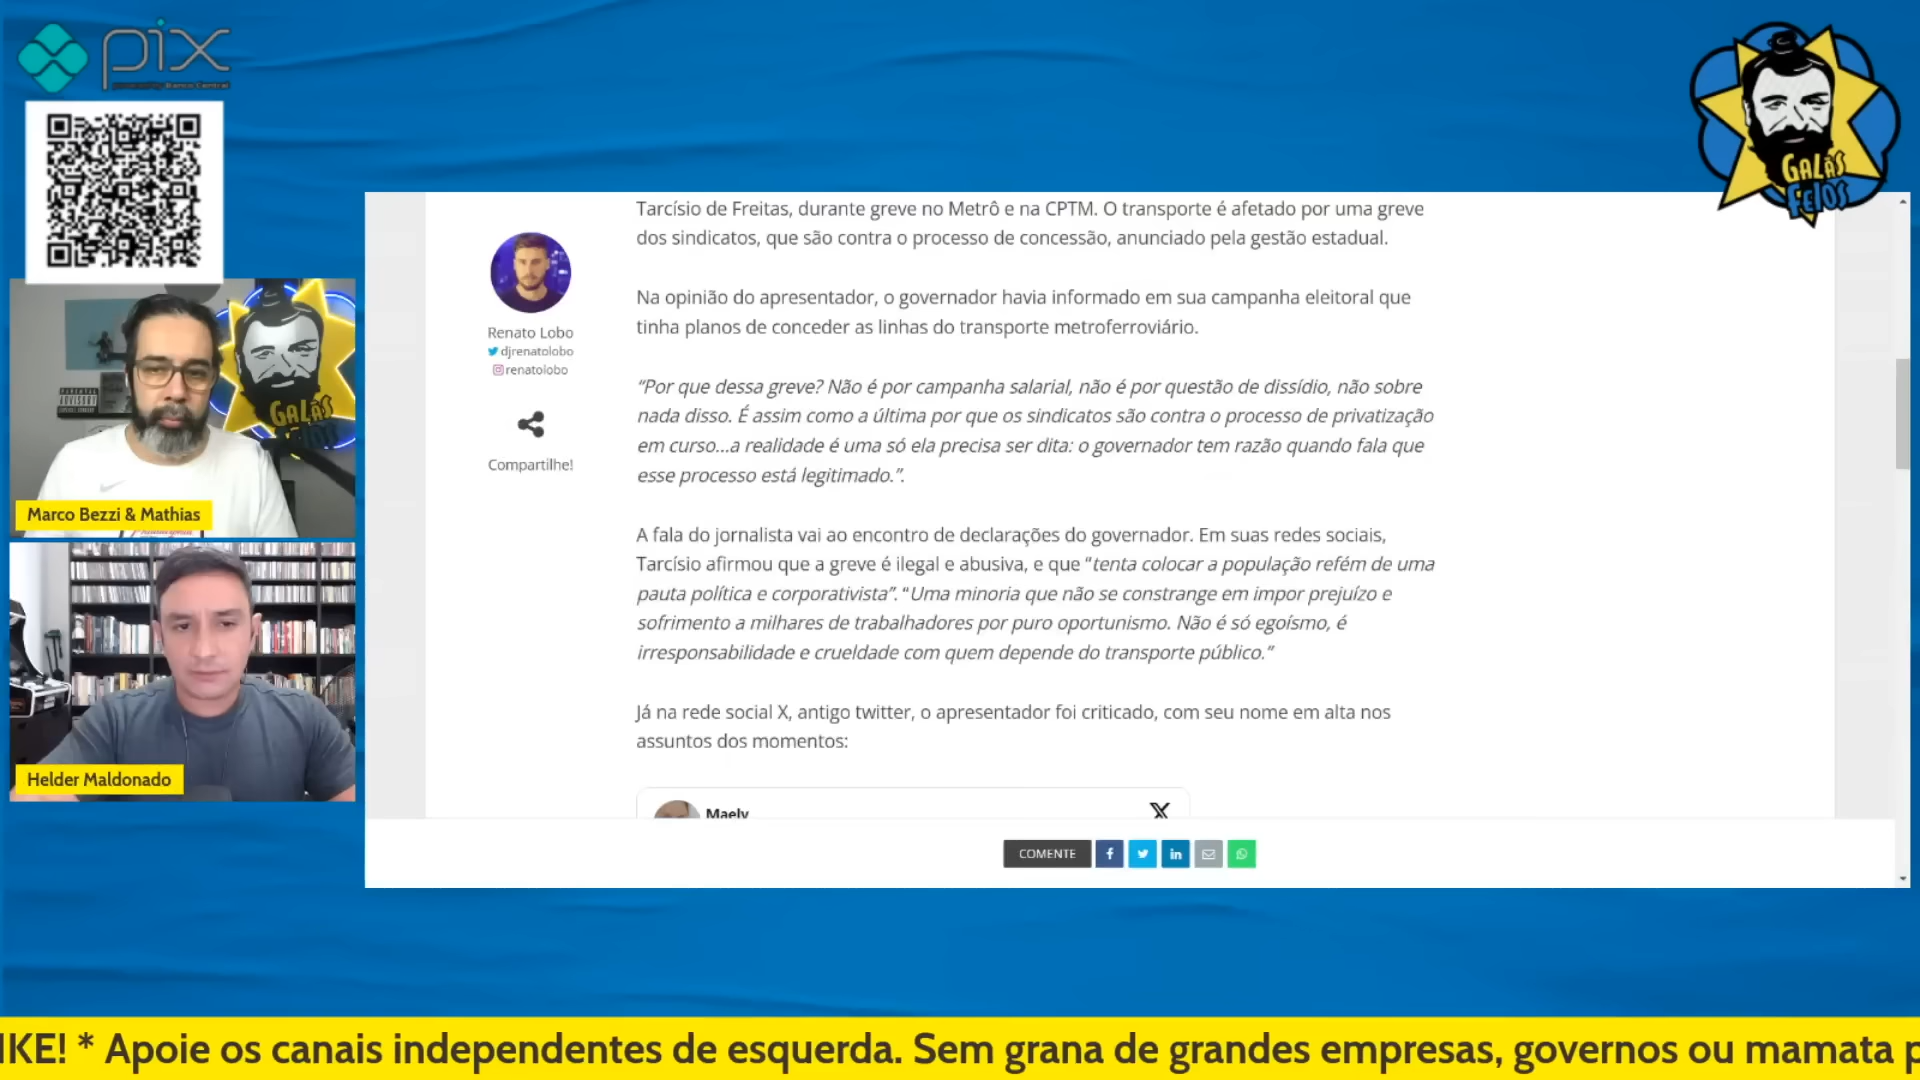 pix
powered by Banco Central
GALÃS
FEIOS
GALÃS
FEIOS
Marco Bezzi & Mathias
Helder Maldonado
Renato Lobo
djrenatolobo
renatolobo
Compartilhe!
Tarcísio de Freitas, durante greve no Metrô e na CPTM. O transporte é afetado por uma greve
dos sindicatos, que são contra o processo de concessão, anunciado pela gestão estadual.
Na opinião do apresentador, o governador havia informado em sua campanha eleitoral que
tinha planos de conceder as linhas do transporte metroferroviário.
“Por que dessa greve? Não é por campanha salarial, não é por questão de dissídio, não sobre
nada disso. É assim como a última por que os sindicatos são contra o processo de privatização
em curso…a realidade é uma só ela precisa ser dita: o governador tem razão quando fala que
esse processo está legitimado.”.
A fala do jornalista vai ao encontro de declarações do governador. Em suas redes sociais,
Tarcísio afirmou que a greve é ilegal e abusiva, e que “tenta colocar a população refém de uma
pauta política e corporativista”. “Uma minoria que não se constrange em impor prejuízo e
sofrimento a milhares de trabalhadores por puro oportunismo. Não é só egoísmo, é
irresponsabilidade e crueldade com quem depende do transporte público.”
Já na rede social X, antigo twitter, o apresentador foi criticado, com seu nome em alta nos
assuntos dos momentos:
Maely
COMENTE
IKE! * Apoie os canais independentes de esquerda. Sem grana de grandes empresas, governos ou mamata p